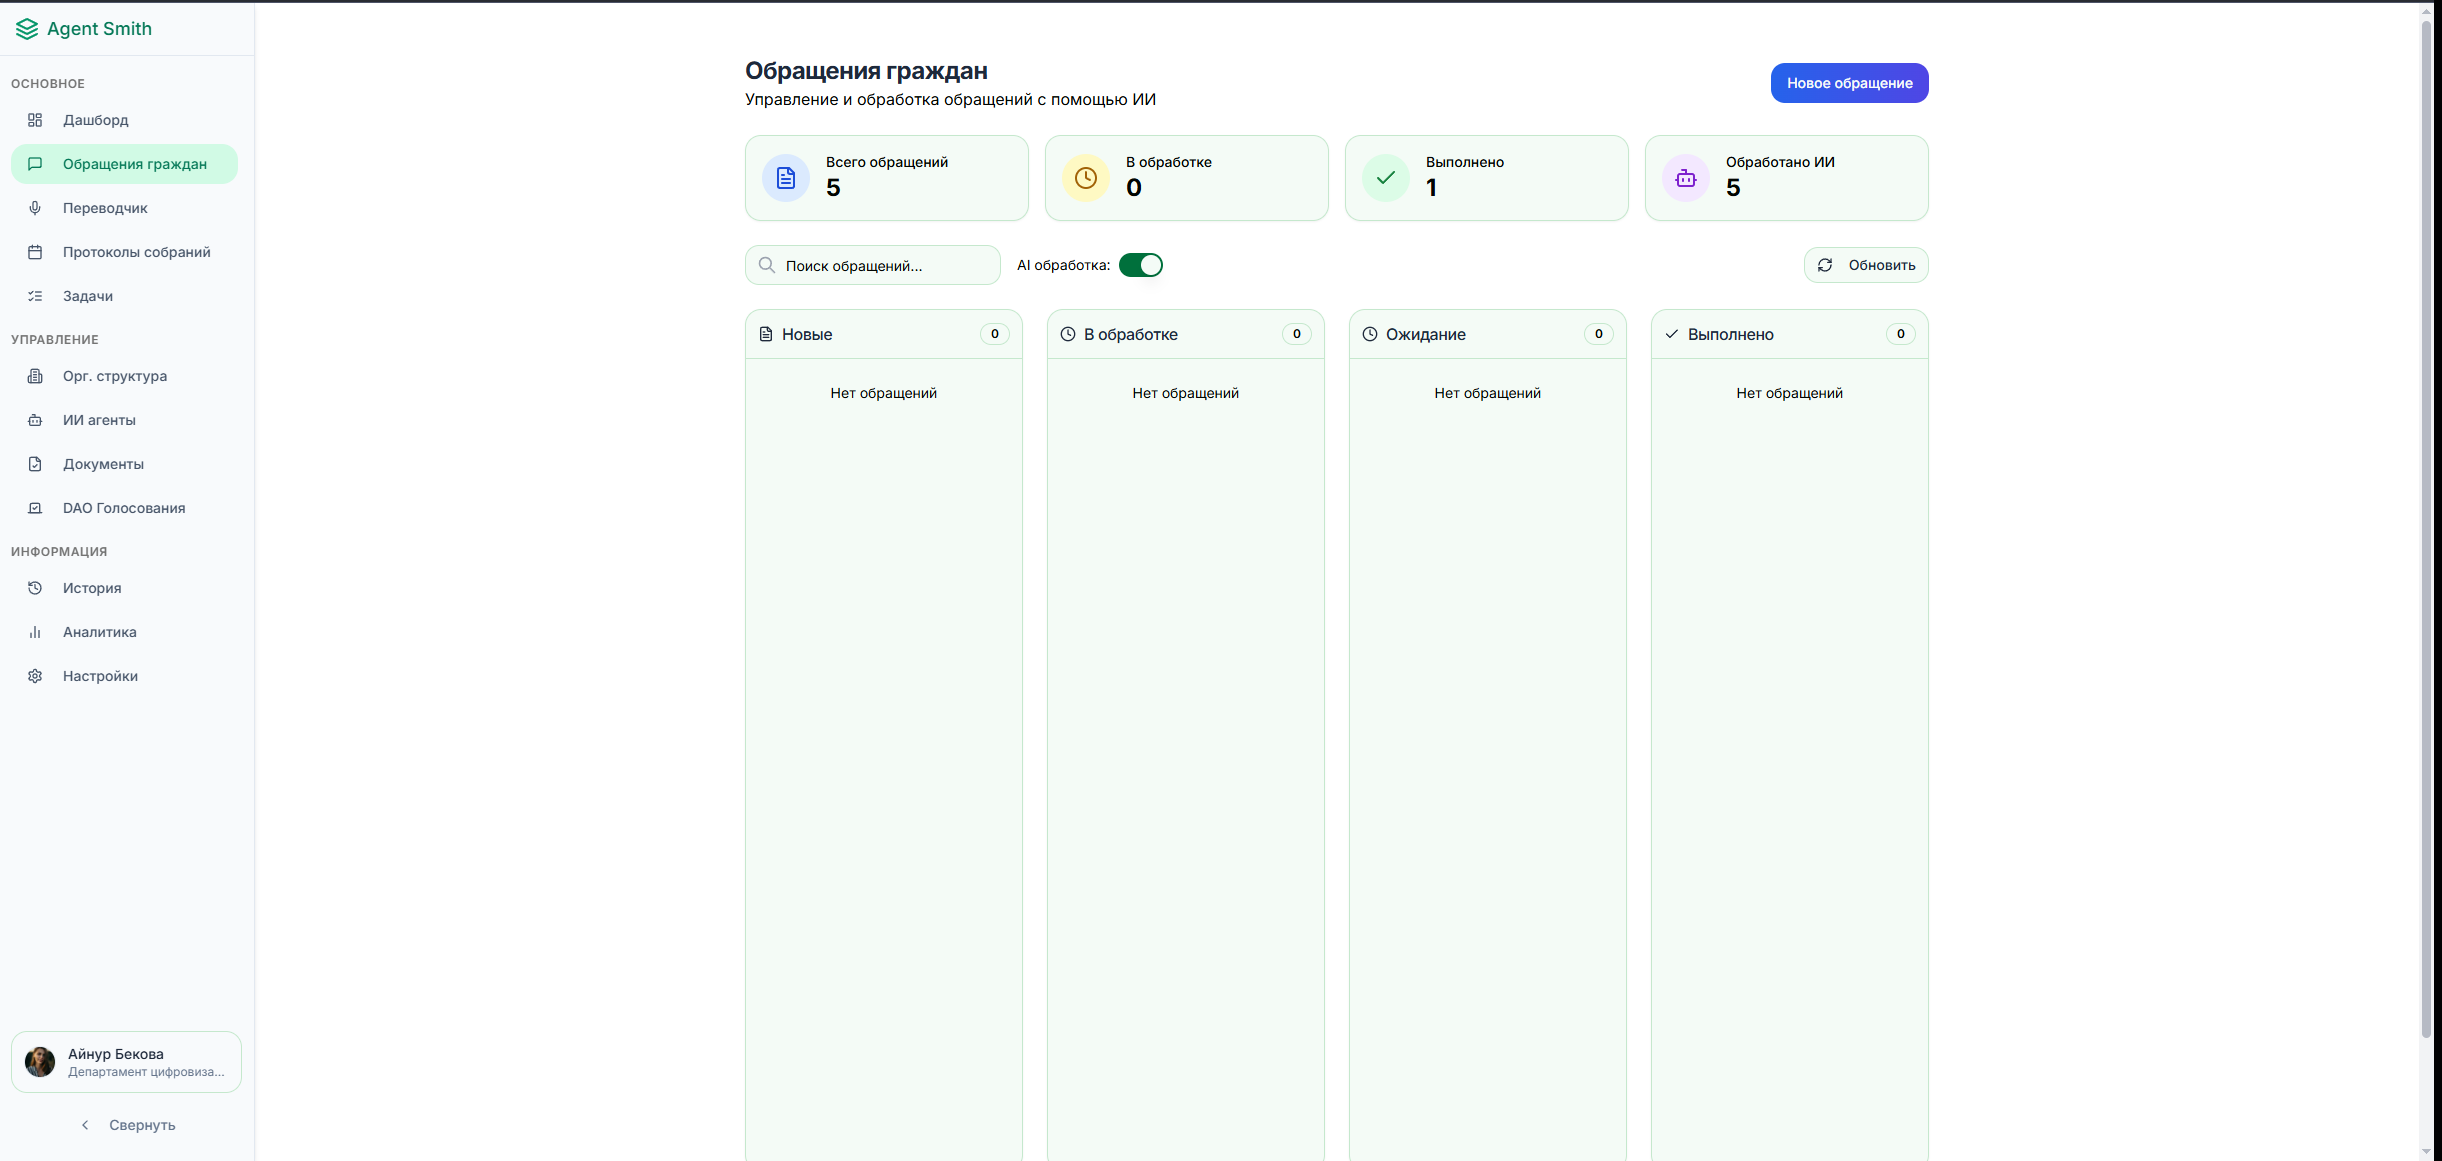 Agent Smith
ОСНОВНОЕ
Дашборд
Обращения граждан
Переводчик
Протоколы собраний
Задачи
УПРАВЛЕНИЕ
Орг. структура
ИИ агенты
Документы
DAO Голосования
ИНФОРМАЦИЯ
История
Аналитика
Настройки
Айнур Бекова
Департамент цифровиза...
Свернуть
Обращения граждан
Управление и обработка обращений с помощью ИИ
Новое обращение
Всего обращений
5
В обработке
0
Выполнено
1
Обработано ИИ
5
Поиск обращений...
AI обработка:
Обновить
Новые 0
Нет обращений
В обработке 0
Нет обращений
Ожидание 0
Нет обращений
Выполнено 0
Нет обращений